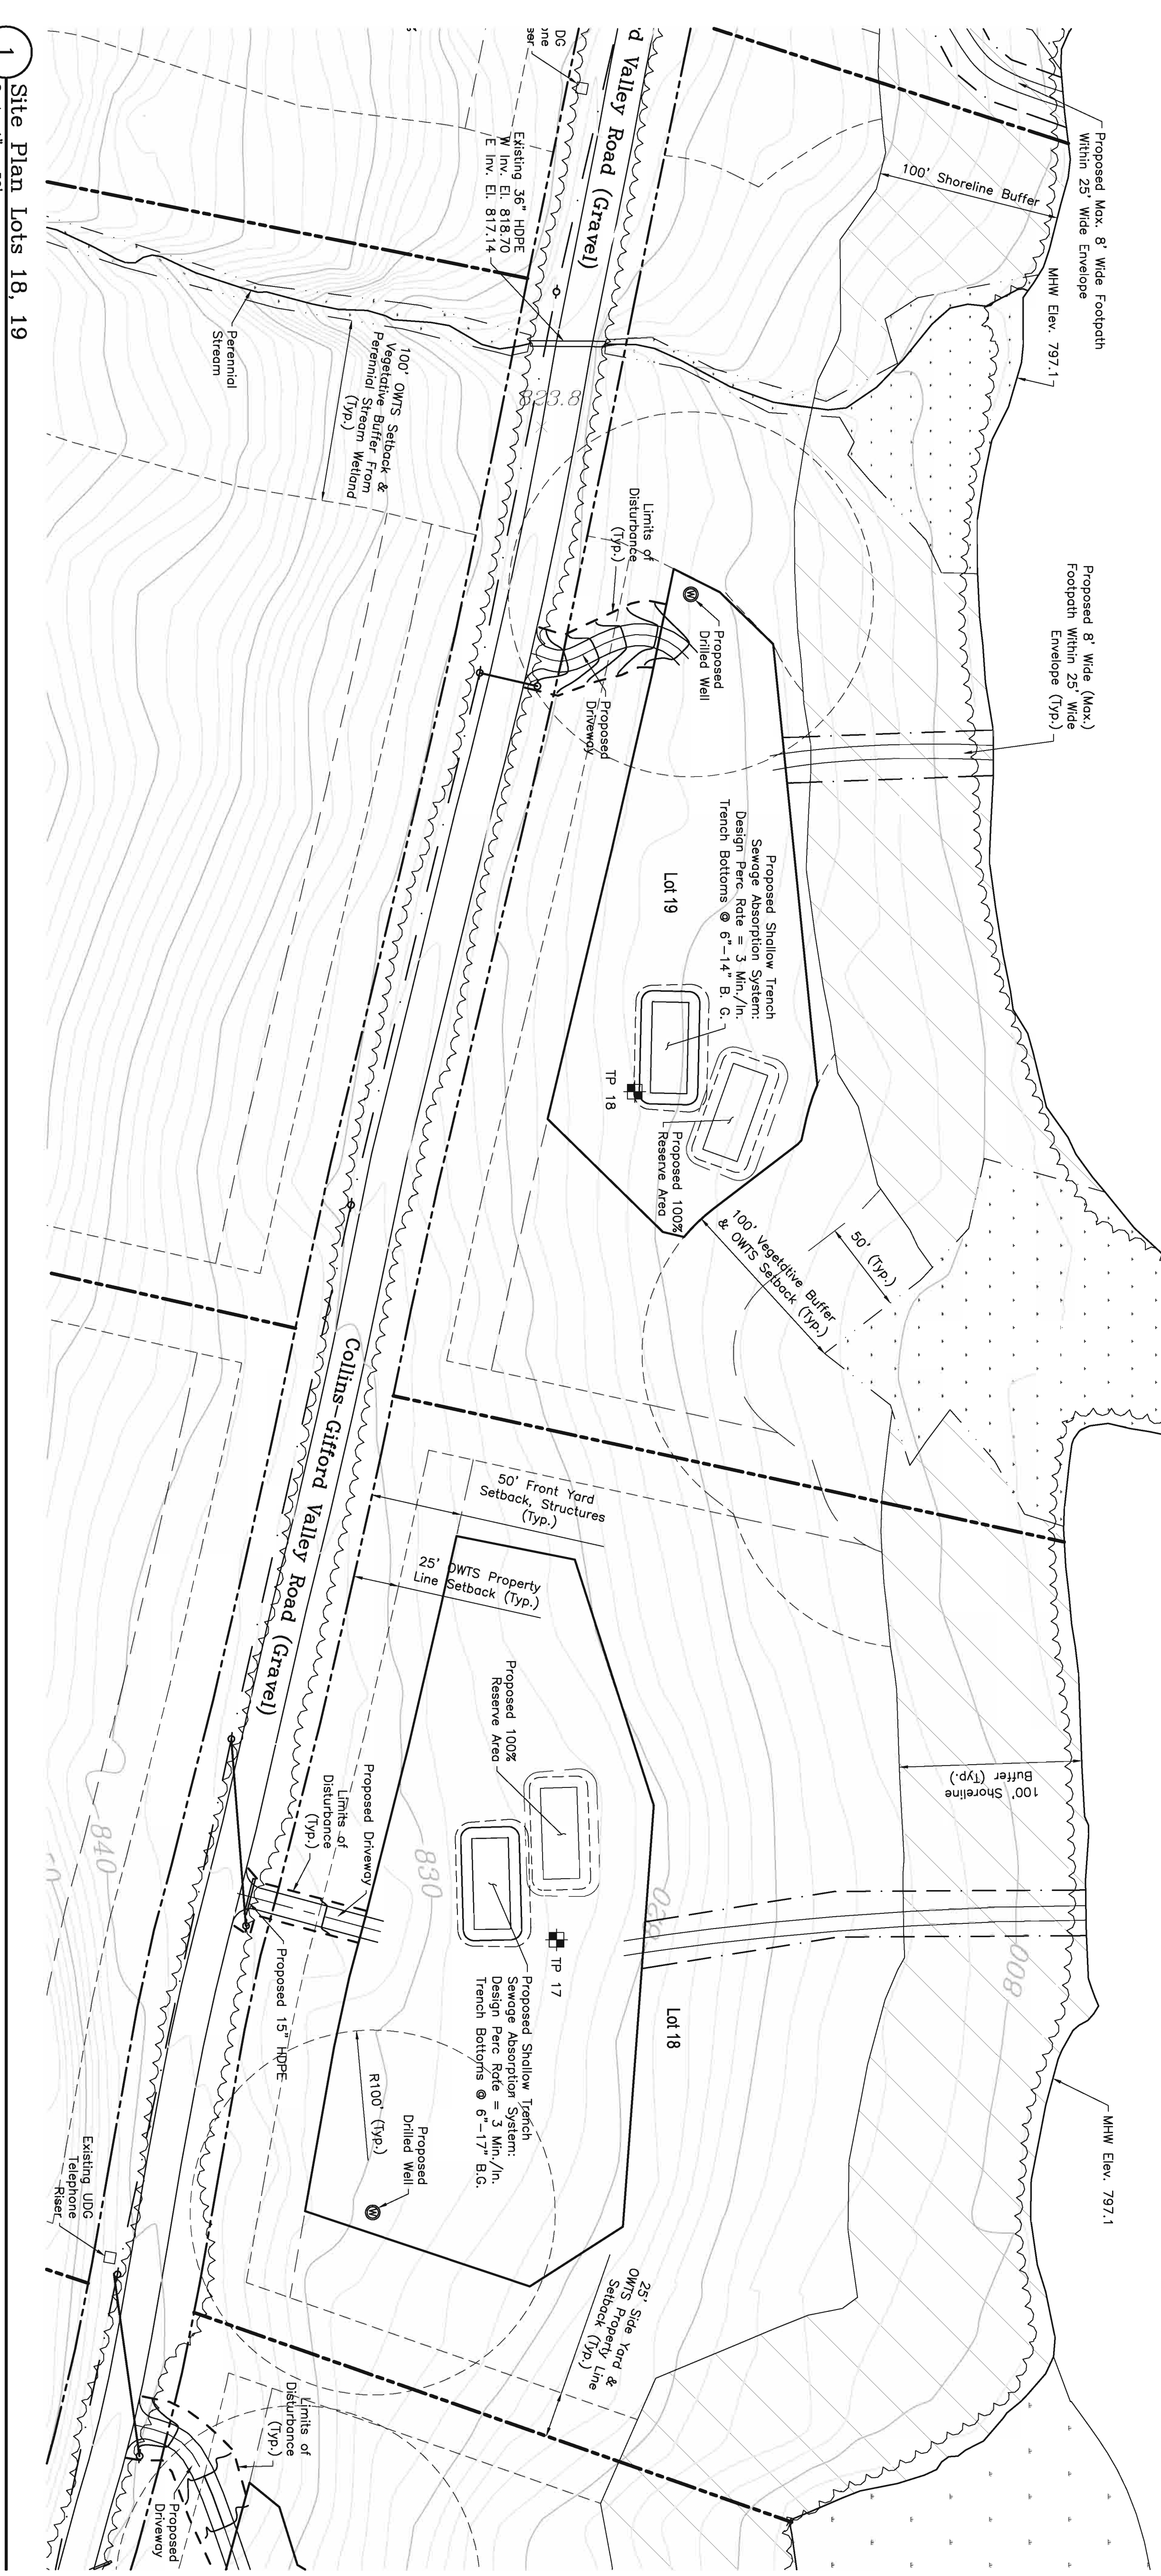 Proposed Max. 8' Wide Footpath
Within 25' Wide Envelope
100' Shoreline Buffer
MHW Elev. 797.1
DG
one
ser
d Valley Road (Gravel)
Existing 36" HDPE
W Inv. El. 818.70
E Inv. El. 817.14
Perennial
Stream
100' OWTS Setback &
Vegetative Buffer From
Perennial Stream Wetland
(Typ.)
823.8
Limits of
Disturbance
(Typ.)
Proposed 8' Wide (Max.)
Footpath Within 25' Wide
Envelope (Typ.)
W
Proposed
Drilled Well
Proposed
Driveway
Proposed Shallow Trench
Sewage Absorption System:
Design Perc. Rate = 3 Min./In.
Trench Bottoms @ 6"-14" B. G.
Lot 19
TP 18
Proposed 100%
Reserve Area
50' (Typ.)
100' Vegetative Buffer
& OWTS Setback (Typ.)
Collins-Gifford Valley Road (Gravel)
50' Front Yard
Setback, Structures
(Typ.)
25' OWTS Property
Line Setback (Typ.)
Proposed 100%
Reserve Area
100' Shoreline
Buffer (Typ.)
Proposed Driveway
Limits of
Disturbance
(Typ.)
840
830
820
800
TP 17
Proposed 15" HDPE
Proposed Shallow Trench
Sewage Absorption System:
Design Perc Rate = 3 Min./In.
Trench Bottoms @ 6"-17" B.G.
Lot 18
R100' (Typ.)
Proposed
Drilled Well
W
MHW Elev. 797.1
Existing UDG
Telephone
Riser
25' Side Yard &
OWTS Property Line
Setback (Typ.)
Limits of
Disturbance
(Typ.)
Proposed
Driveway
1
Site Plan Lots 18, 19